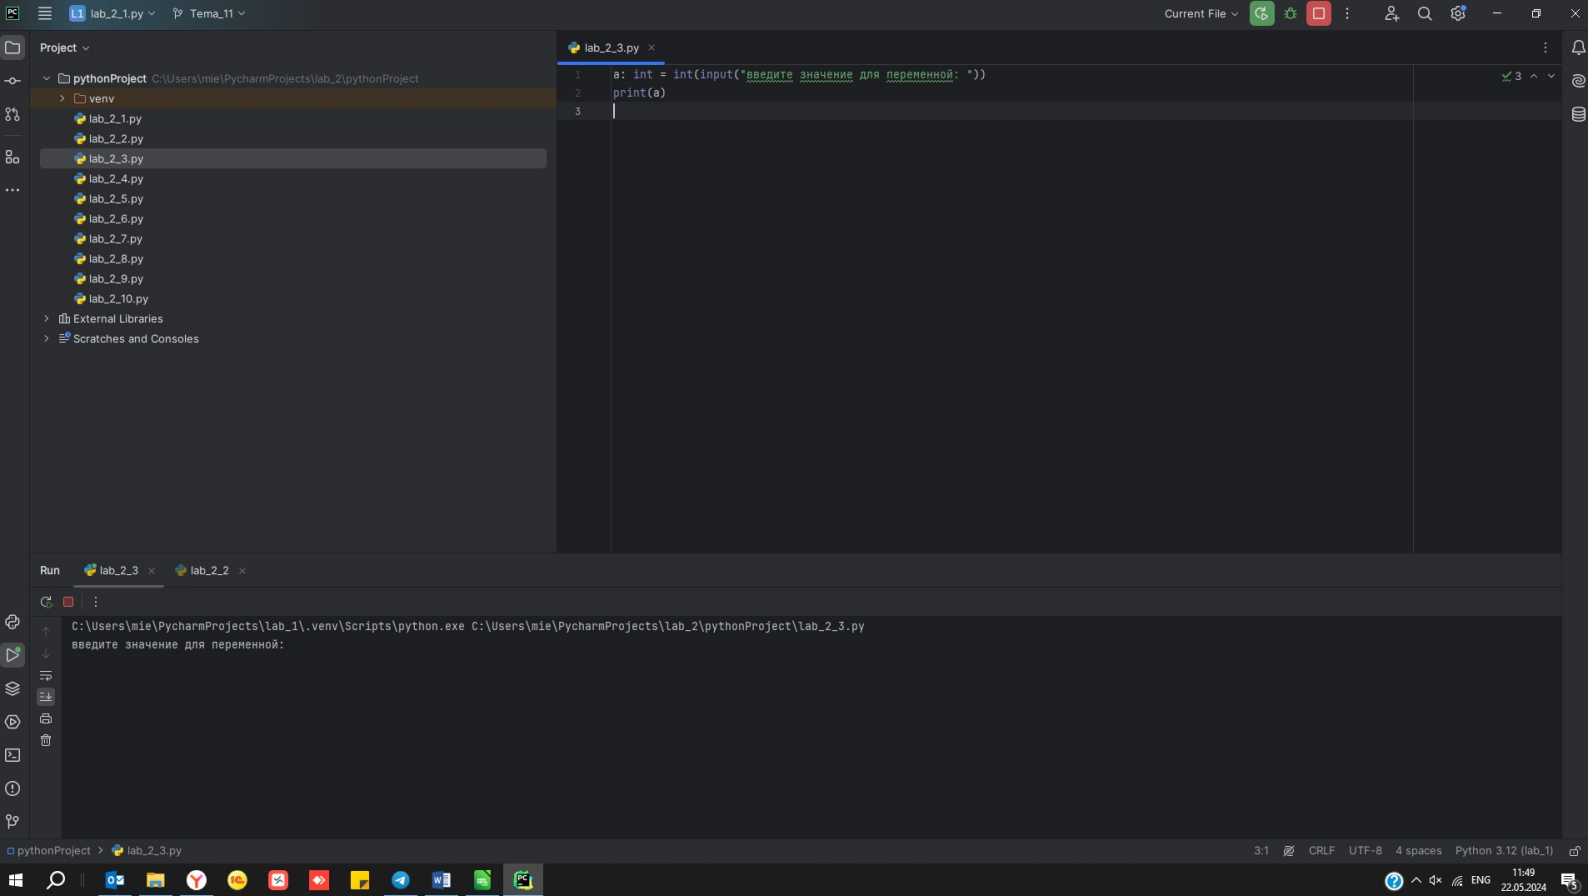 L1 lab_2_1.py Tema_11 Current File
Project
pythonProject C:\Users\mie\PycharmProjects\lab_2\pythonProject
venv
lab_2_1.py
lab_2_2.py
lab_2_3.py
lab_2_4.py
lab_2_5.py
lab_2_6.py
lab_2_7.py
lab_2_8.py
lab_2_9.py
lab_2_10.py
External Libraries
Scratches and Consoles
lab_2_3.py
1 a: int = int(input("введите значение для переменной: "))
2 print(a)
3
3
Run lab_2_3 lab_2_2
C:\Users\mie\PycharmProjects\lab_1\.venv\Scripts\python.exe C:\Users\mie\PycharmProjects\lab_2\pythonProject\lab_2_3.py
введите значение для переменной:
pythonProject > lab_2_3.py 3:1 CRLF UTF-8 4 spaces Python 3.12 (lab_1)
ENG 11:49
22.05.2024